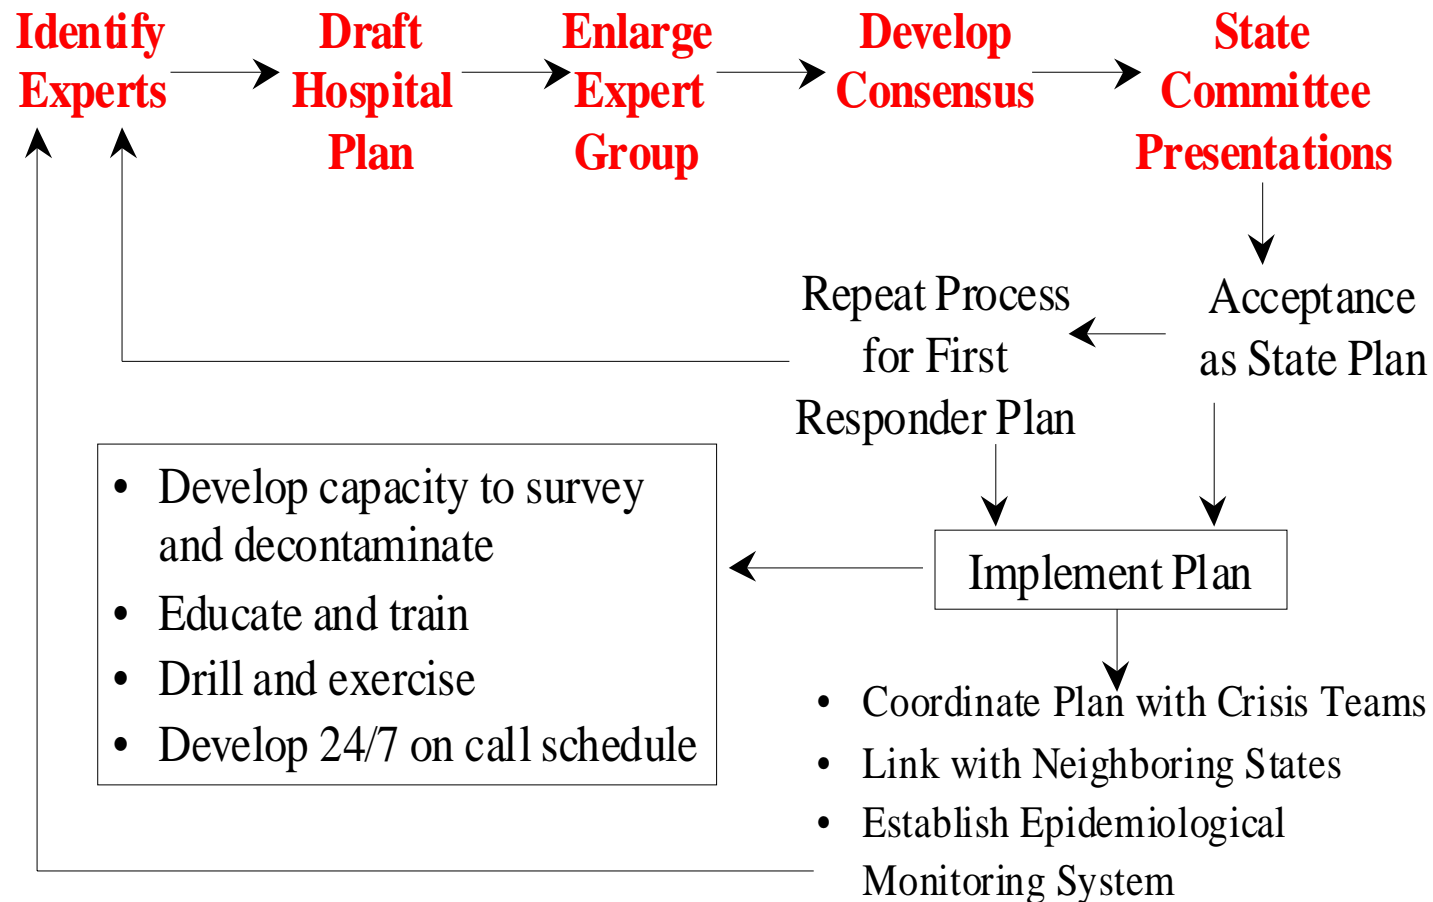 Identify
Experts
Draft
Hospital
Plan
Enlarge
Expert
Group
Develop
Consensus
State
Committee
Presentations
Repeat Process
for First
Responder Plan
Acceptance
as State Plan
• Develop capacity to survey
and decontaminate
• Educate and train
• Drill and exercise
• Develop 24/7 on call schedule
Implement Plan
• Coordinate Plan with Crisis Teams
• Link with Neighboring States
• Establish Epidemiological
Monitoring System